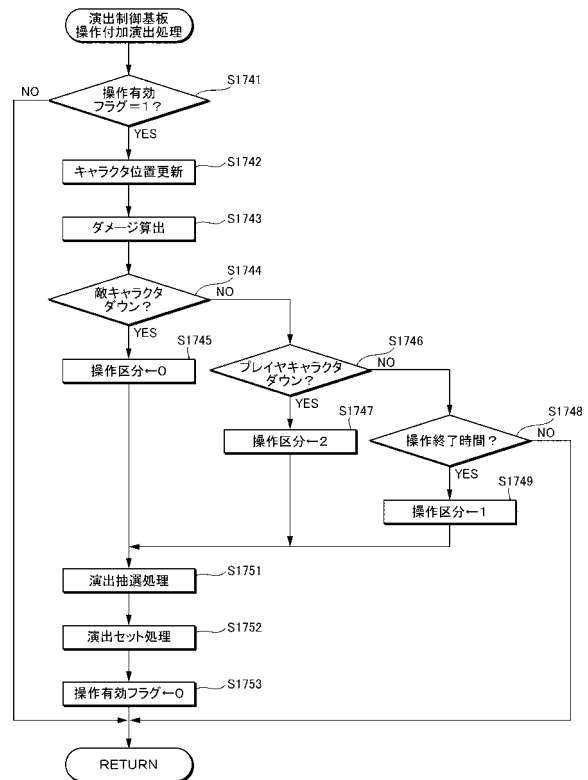 演出制御基板
操作付加演出処理
S1741
NO
操作有効
フラグ＝1？
YES
S1742
キャラクタ位置更新
S1743
ダメージ算出
S1744
敵キャラクタ
ダウン？
NO
YES
S1745
操作区分←0
S1746
プレイヤキャラクタ
ダウン？
NO
YES
S1747
操作区分←2
S1748
操作終了時間？
NO
YES
S1749
操作区分←1
S1751
演出抽選処理
S1752
演出セット処理
S1753
操作有効フラグ←0
RETURN